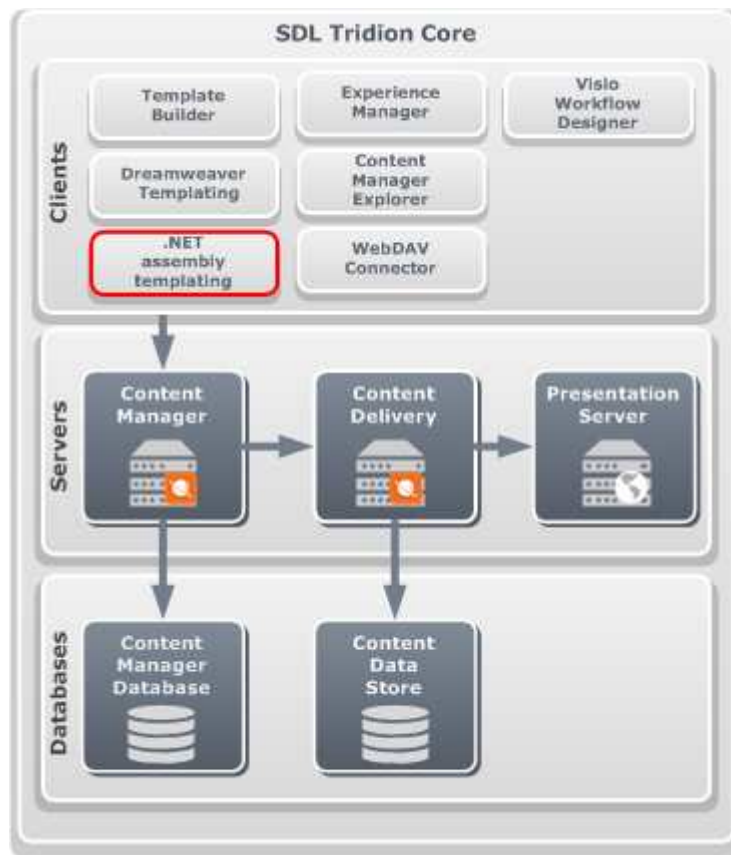 SDL Tridion Core
Clients
Template
Builder
Experience
Manager
Visio
Workflow
Designer
Dreamweaver
Templating
Content
Manager
Explorer
.NET
assembly
templating
WebDAV
Connector
Servers
Content
Manager
Content
Delivery
Presentation
Server
Databases
Content
Manager
Database
Content
Data
Store